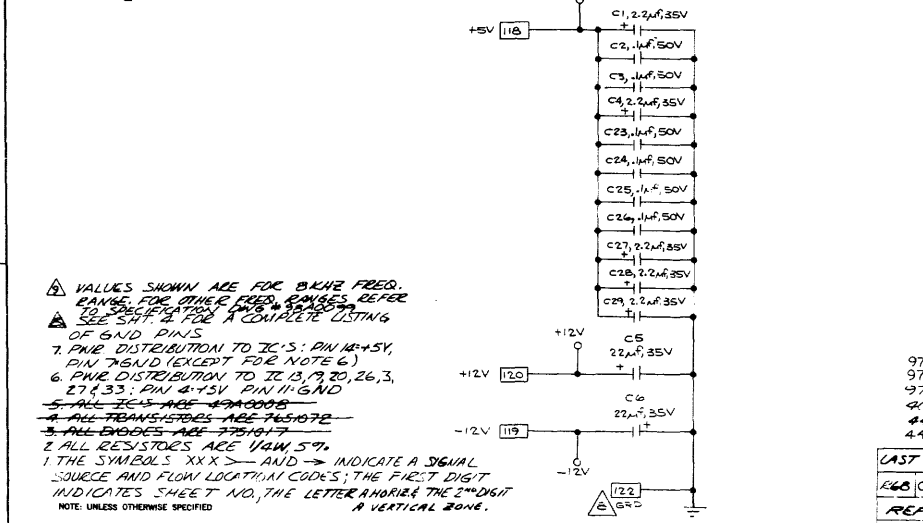 C1, 2.2µf, 35V
+5V 118
+
C2, .1µf, 50V
C3, .1µf, 50V
C4, 2.2µf, 35V
+
C23, .1µf, 50V
C24, .1µf, 50V
C25, .1µf, 50V
C26, .1µf, 50V
C27, 2.2µf, 35V
+
C28, 2.2µf, 35V
+
C29, 2.2µf 35V
+
+12V
C5
22µf, 35V
+12V 120
+
C6
22µf, 35V
-12V 119
+
-12V
122
8 GND
9 VALUES SHOWN ARE FOR 8KHZ FREQ.
RANGE. FOR OTHER FREQ. RANGES REFER
TO SPECIFICATION DWG #
8 SEE SHT. 4 FOR A COMPLETE LISTING
OF GND PINS
7. PWR DISTRIBUTION TO IC'S: PIN 14=+5V,
PIN 7=GND (EXCEPT FOR NOTE 6)
6. PWR DISTRIBUTION TO IC 13, 19, 20, 26, 3,
27 & 33: PIN 4=+5V PIN 11=GND
5. ALL IC'S ARE 49A0008
4. ALL TRANSISTORS ARE 7651072
3. ALL DIODES ARE 7751017
2 ALL RESISTORS ARE 1/4W, 5%.
1. THE SYMBOLS XXX AND INDICATE A SIGNAL
SOURCE AND FLOW LOCATION CODES; THE FIRST DIGIT
INDICATES SHEET NO., THE LETTER A HORIZ & THE 2ND DIGIT
A VERTICAL ZONE.
NOTE: UNLESS OTHERWISE SPECIFIED
97
97
97
LAST
REF